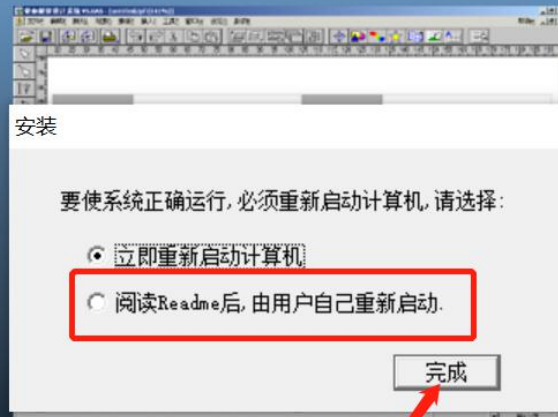 安装
要使系统正确运行,必须重新启动计算机,请选择:
立即重新启动计算机
阅读Readme后,由用户自己重新启动.
完成